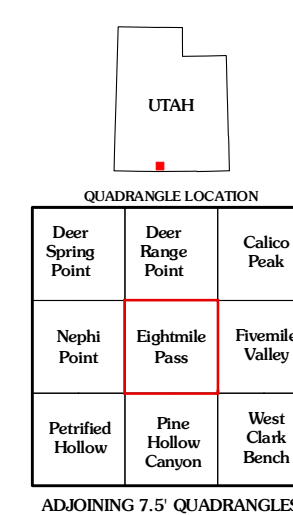 UTAH
QUADRANGLE LOCATION
Deer
Spring
Point
Deer
Range
Point
Calico
Peak
Nephi
Point
Eightmile
Pass
Fivemile
Valley
Petrified
Hollow
Pine
Hollow
Canyon
West
Clark
Bench
ADJOINING 7.5' QUADRANGLES